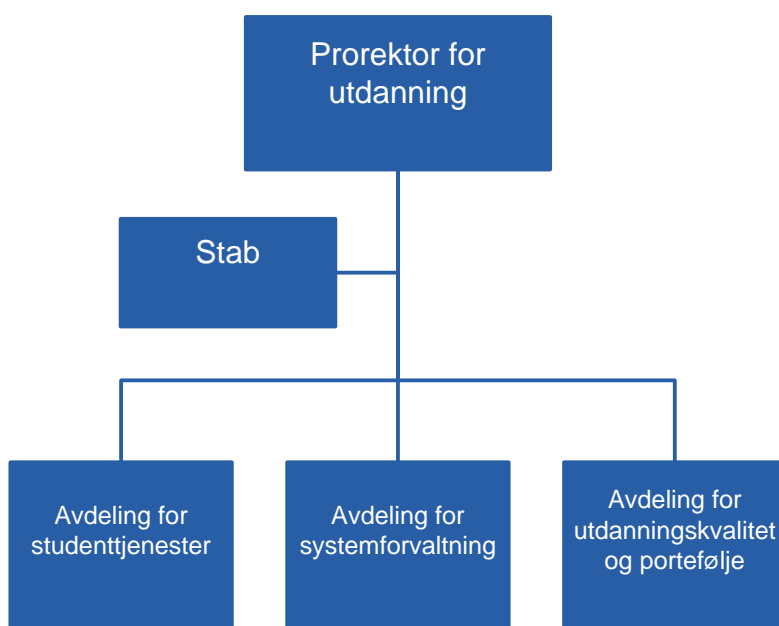 Prorektor for
utdanning
Stab
Avdeling for
studenttjenester
Avdeling for
systemforvaltning
Avdeling for
utdanningskvalitet
og portefølje